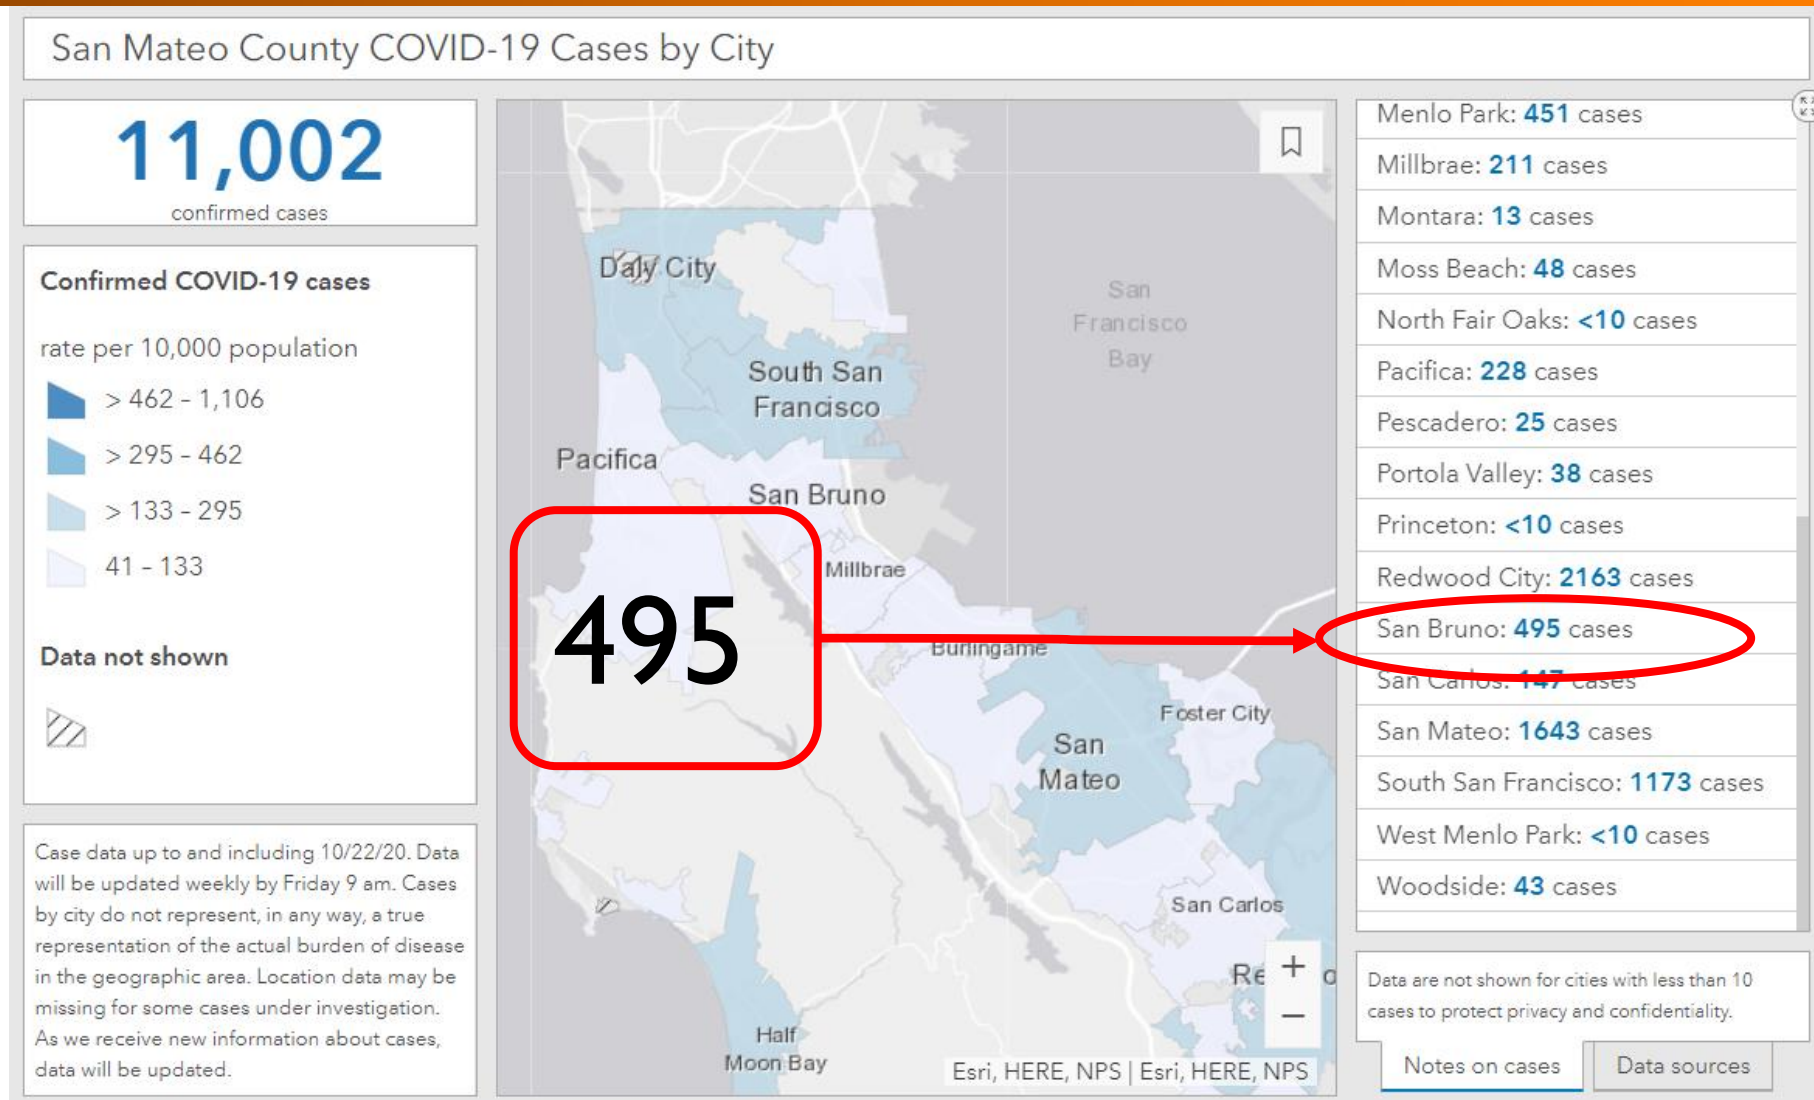 San Mateo County COVID-19 Cases by City
11,002
confirmed cases
Confirmed COVID-19 cases
rate per 10,000 population
> 462 - 1,106
> 295 - 462
> 133 - 295
41 - 133
Data not shown
Case data up to and including 10/22/20. Data
will be updated weekly by Friday 9 am. Cases
by city do not represent, in any way, a true
representation of the actual burden of disease
in the geographic area. Location data may be
missing for some cases under investigation.
As we receive new information about cases,
data will be updated.
Daly City
San
Francisco
Bay
South San
Francisco
Pacifica
San Bruno
Millbrae
495
Burlingame
Foster City
San
Mateo
San Carlos
Half
Moon Bay
+
−
Esri, HERE, NPS | Esri, HERE, NPS
Menlo Park: 451 cases
Millbrae: 211 cases
Montara: 13 cases
Moss Beach: 48 cases
North Fair Oaks: <10 cases
Pacifica: 228 cases
Pescadero: 25 cases
Portola Valley: 38 cases
Princeton: <10 cases
Redwood City: 2163 cases
San Bruno: 495 cases
San Carlos: 147 cases
San Mateo: 1643 cases
South San Francisco: 1173 cases
West Menlo Park: <10 cases
Woodside: 43 cases
Data are not shown for cities with less than 10
cases to protect privacy and confidentiality.
Notes on cases
Data sources